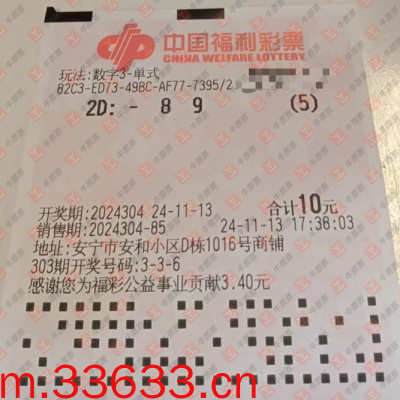 中国福利彩票
CHINA WELFARE LOTTERY
玩法:数字3-单式
82C3-ED73-498C-AF77-7395/2
2D: - 8 9 (5)
开奖期:2024304 24-11-13 合计10元
销售期:2024304-85 24-11-13 17:38:03
地址:安宁市安和小区D栋1016号商铺
303期开奖号码:3-3-6
感谢您为福彩公益事业贡献3.40元
m.33633.cn